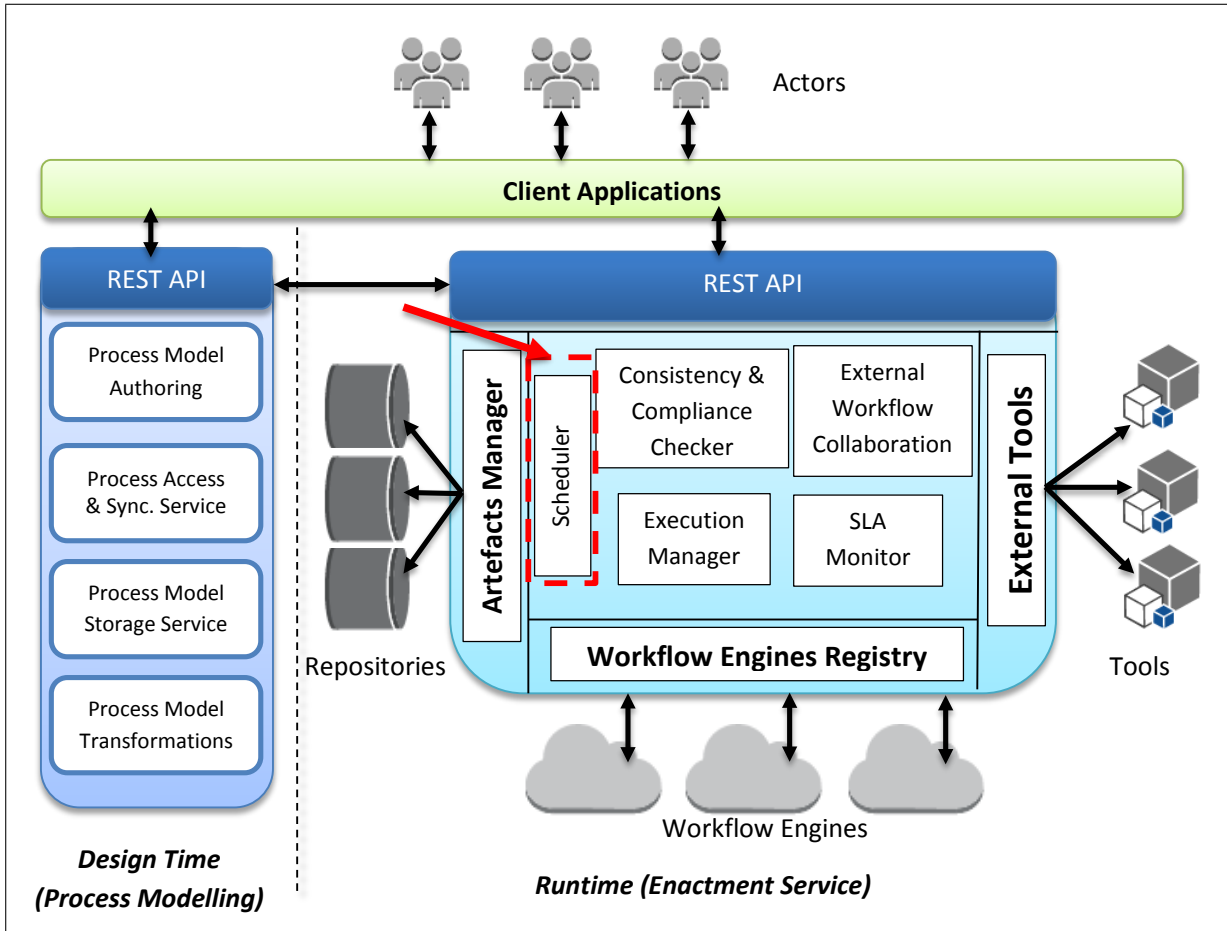 Actors
Client Applications
REST API
Process Model
Authoring
Process Access
& Sync. Service
Process Model
Storage Service
Process Model
Transformations
Design Time
(Process Modelling)
REST API
Repositories
Artefacts Manager
Scheduler
Consistency &
Compliance
Checker
External
Workflow
Collaboration
Execution
Manager
SLA
Monitor
External Tools
Tools
Workflow Engines Registry
Workflow Engines
Runtime (Enactment Service)